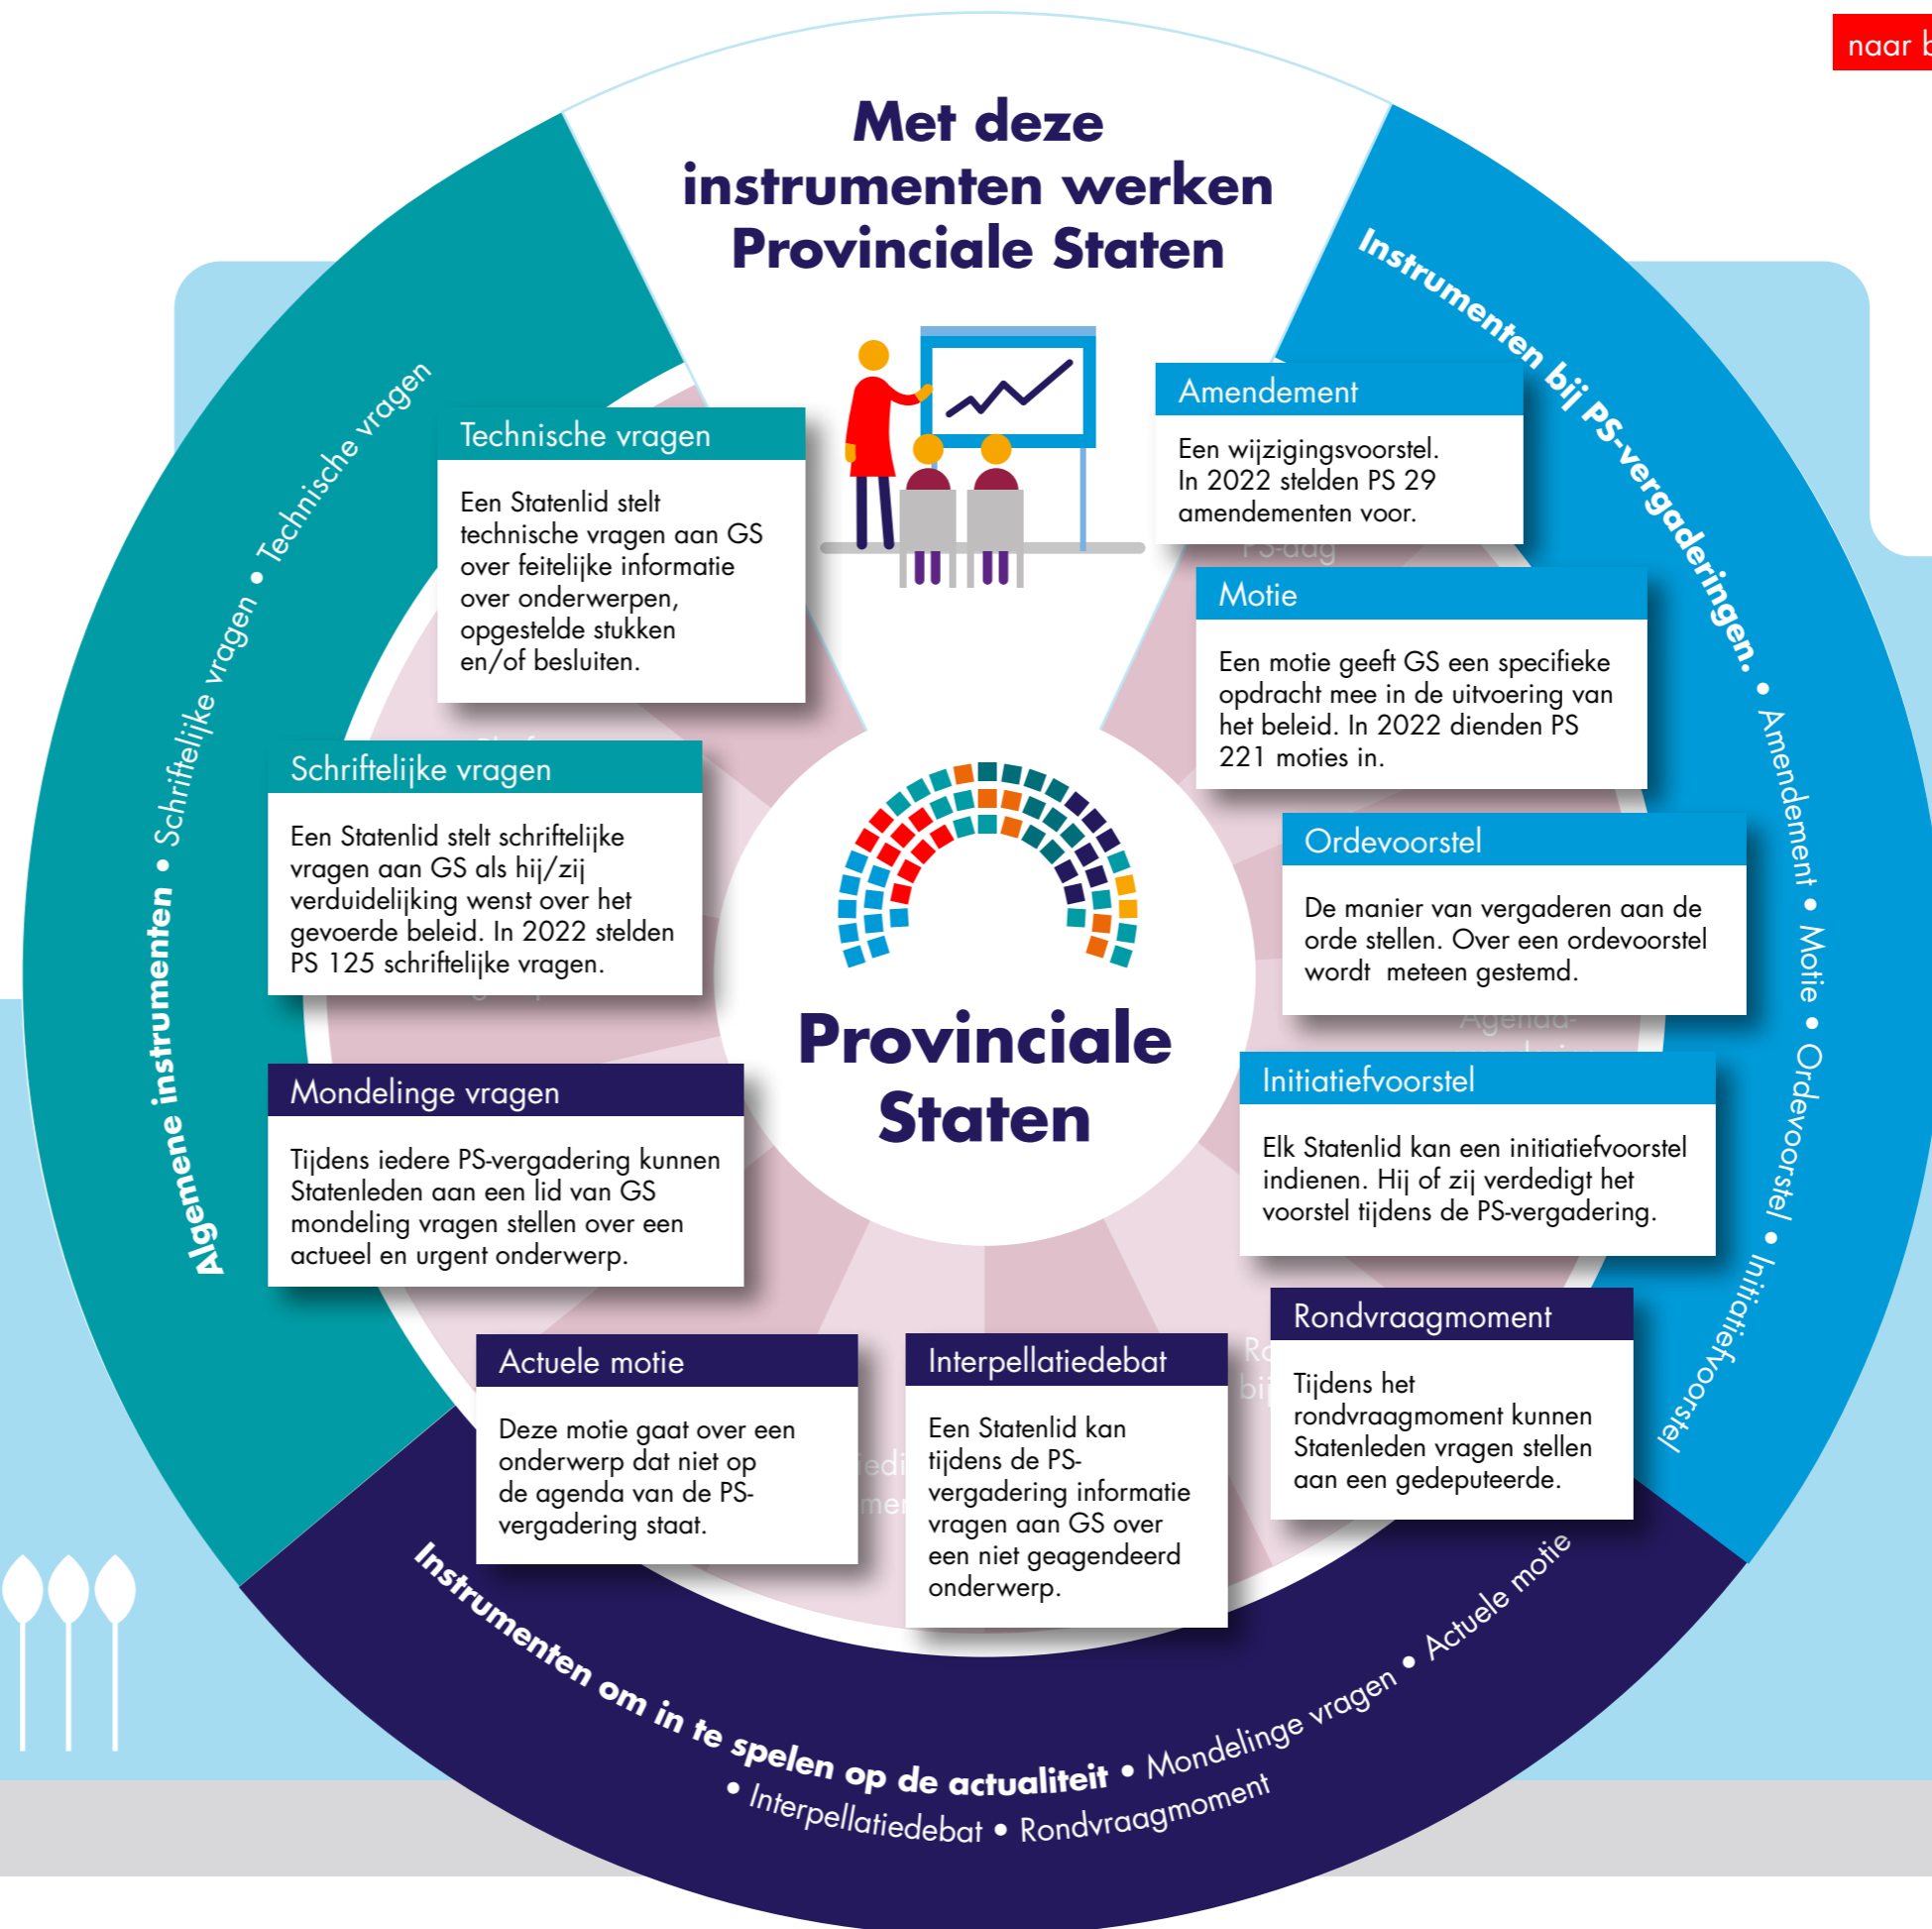 naar
Met deze
instrumenten werken
Provinciale Staten
Algemene instrumenten • Schriftelijke vragen • Technische vragen
Technische vragen
Een Statenlid stelt
technische vragen aan GS
over feitelijke informatie
over onderwerpen,
opgestelde stukken
en/of besluiten.
Schriftelijke vragen
Een Statenlid stelt schriftelijke
vragen aan GS als hij/zij
verduidelijking wenst over het
gevoerde beleid. In 2022 stelden
PS 125 schriftelijke vragen.
Instrumenten bij PS-vergaderingen. • Amendement • Motie • Ordevoorstel • Initiatiefvoorstel
Amendement
Een wijzigingsvoorstel.
In 2022 stelden PS 29
amendementen voor.
PS-dag
Motie
Een motie geeft GS een specifieke
opdracht mee in de uitvoering van
het beleid. In 2022 dienden PS
221 moties in.
Ordevoorstel
De manier van vergaderen aan de
orde stellen. Over een ordevoorstel
wordt meteen gestemd.
Agenda-
Initiatiefvoorstel
Elk Statenlid kan een initiatiefvoorstel
indienen. Hij of zij verdedigt het
voorstel tijdens de PS-vergadering.
Provinciale
Staten
Mondelinge vragen
Tijdens iedere PS-vergadering kunnen
Statenleden aan een lid van GS
mondeling vragen stellen over een
actueel en urgent onderwerp.
Actuele motie
Deze motie gaat over een
onderwerp dat niet op
de agenda van de PS-
vergadering staat.
Interpellatiedebat
Een Statenlid kan
tijdens de PS-
vergadering informatie
vragen aan GS over
een niet geagendeerd
onderwerp.
Rondvraagmoment
Tijdens het
rondvraagmoment kunnen
Statenleden vragen stellen
aan een gedeputeerde.
Instrumenten om in te spelen op de actualiteit • Mondelinge vragen • Actuele motie
• Interpellatiedebat • Rondvraagmoment